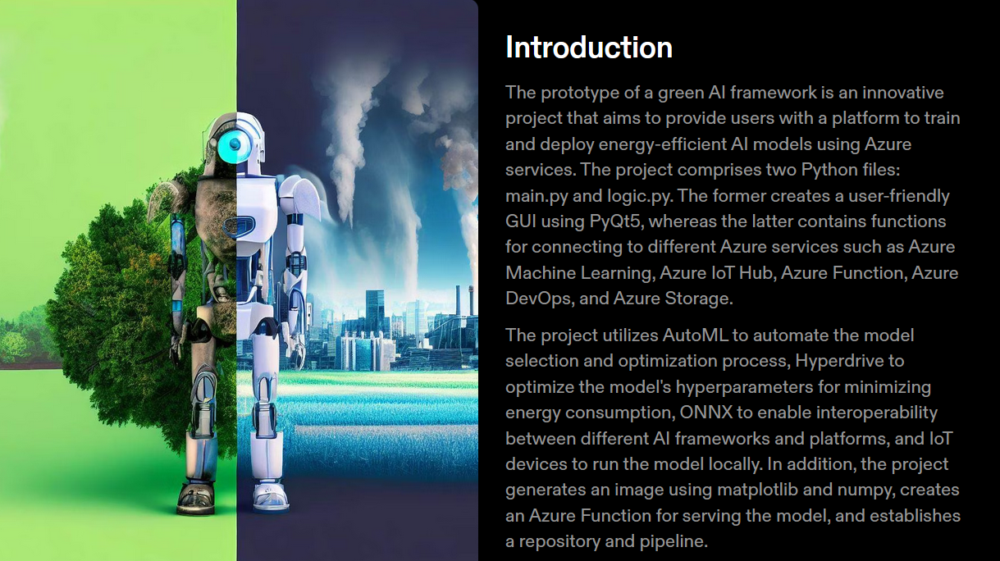 Introduction
The prototype of a green AI framework is an innovative
project that aims to provide users with a platform to train
and deploy energy-efficient AI models using Azure
services. The project comprises two Python files:
main.py and logic.py. The former creates a user-friendly
GUI using PyQt5, whereas the latter contains functions
for connecting to different Azure services such as Azure
Machine Learning, Azure IoT Hub, Azure Function, Azure
DevOps, and Azure Storage.
The project utilizes AutoML to automate the model
selection and optimization process, Hyperdrive to
optimize the model's hyperparameters for minimizing
energy consumption, ONNX to enable interoperability
between different AI frameworks and platforms, and IoT
devices to run the model locally. In addition, the project
generates an image using matplotlib and numpy, creates
an Azure Function for serving the model, and establishes
a repository and pipeline.